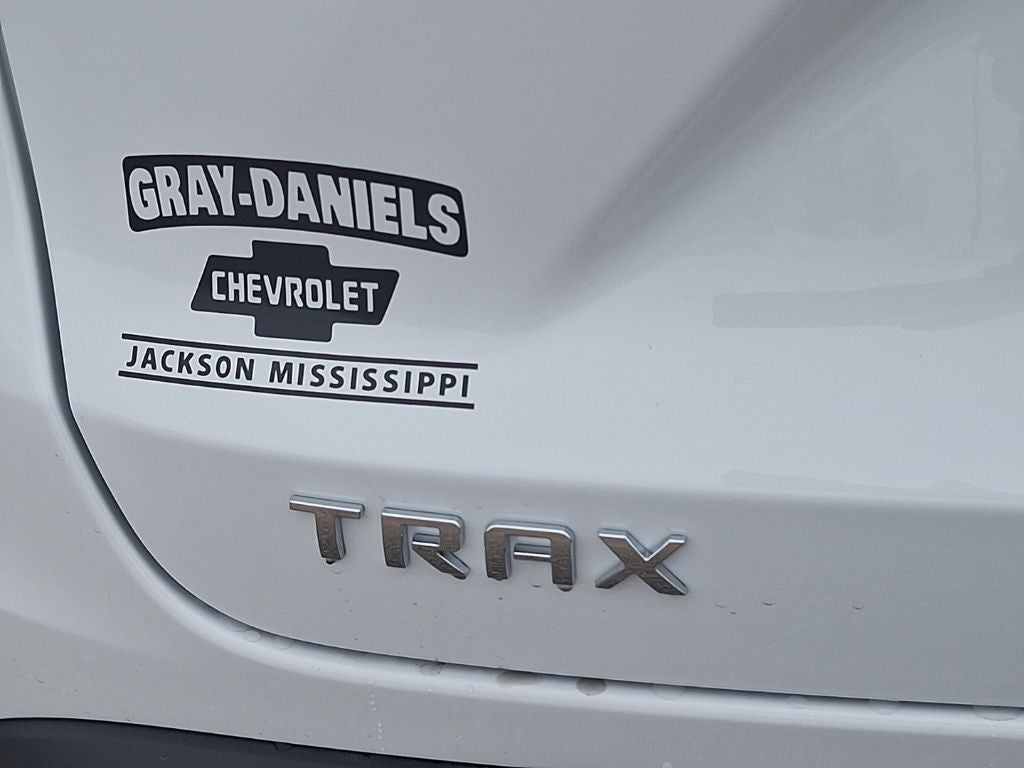 GRAY-DANIELS
CHEVROLET
JACKSON MISSISSIPPI
TRAX